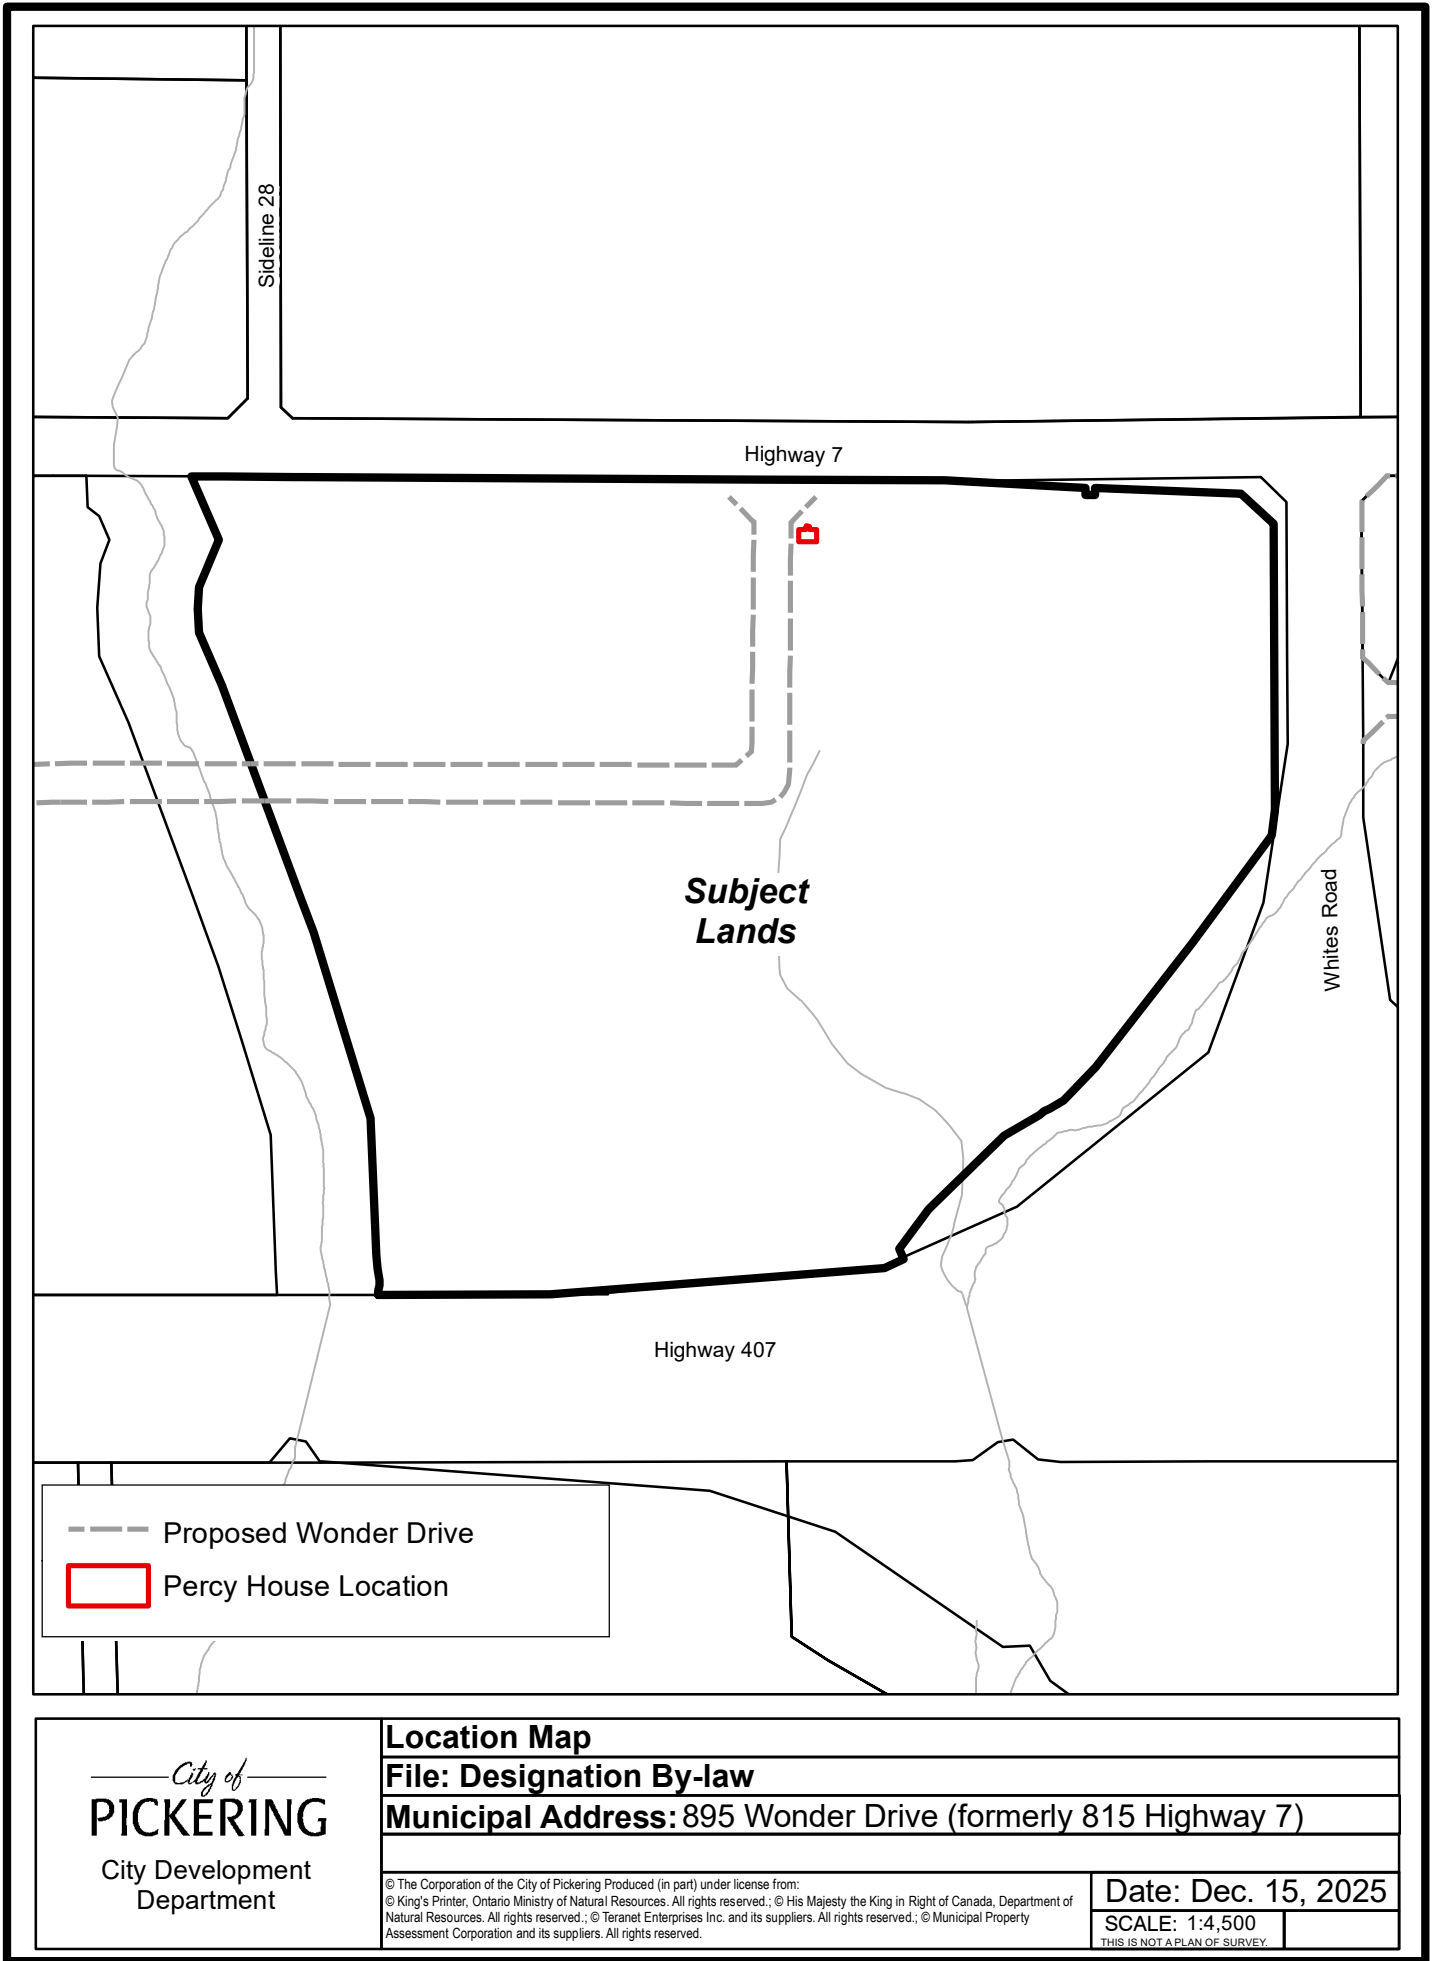 Sideline 28
Highway 7
Subject
Lands
Whites Road
Highway 407
Proposed Wonder Drive
Percy House Location
City of
PICKERING
City Development
Department
Location Map
File: Designation By-law
Municipal Address: 895 Wonder Drive (formerly 815 Highway 7)
© The Corporation of the City of Pickering Produced (in part) under license from:
© King's Printer, Ontario Ministry of Natural Resources. All rights reserved.; © His Majesty the King in Right of Canada, Department of
Natural Resources. All rights reserved.; © Teranet Enterprises Inc. and its suppliers. All rights reserved.; © Municipal Property
Assessment Corporation and its suppliers. All rights reserved.
Date: Dec. 15, 2025
SCALE: 1:4,500
THIS IS NOT A PLAN OF SURVEY.